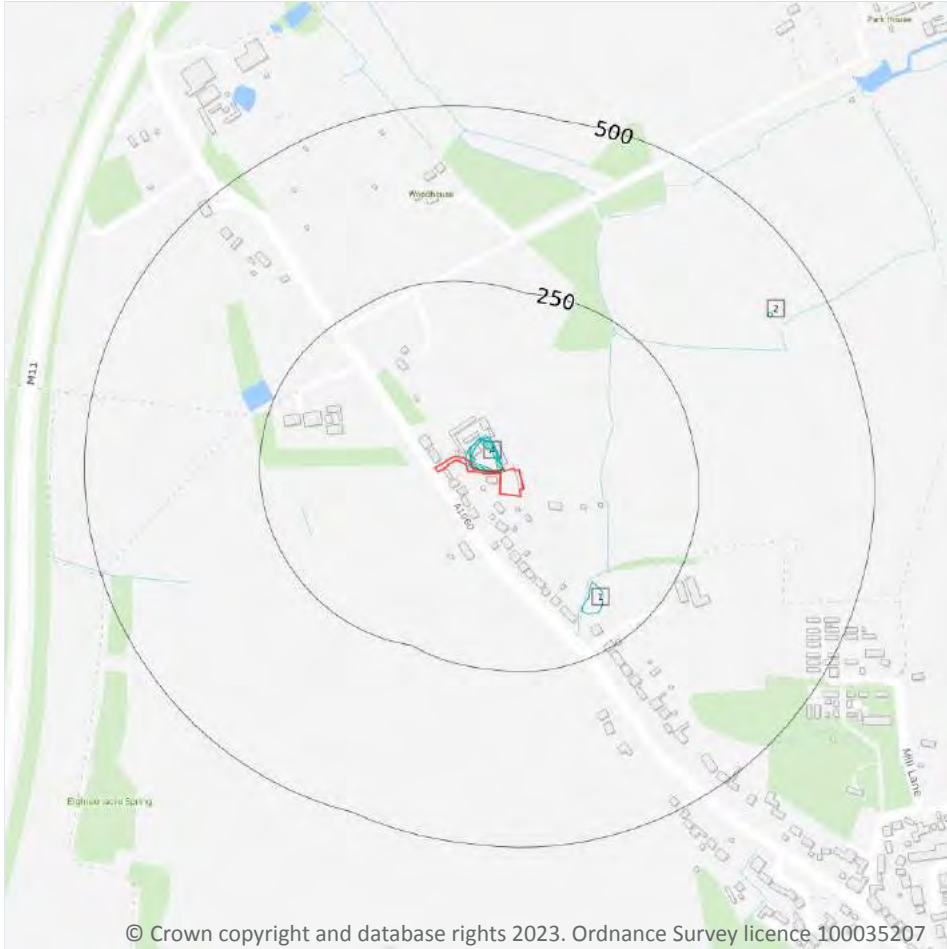 Park House
500
Woodhouse
250
2
M11
A
A1060
1
Mill Lane
© Crown copyright and database rights 2023. Ordnance Survey licence 100035207